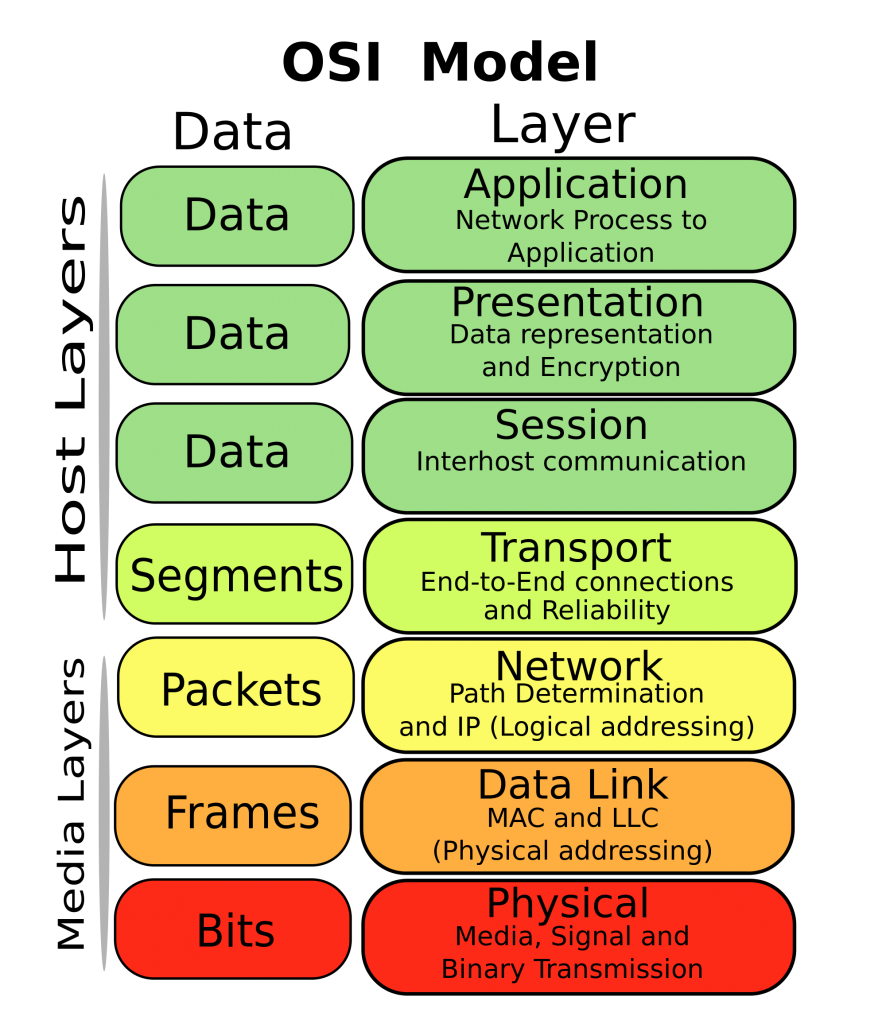 OSI Model
Data
Layer
Host Layers
Data
Application
Network Process to
Application
Data
Presentation
Data representation
and Encryption
Data
Session
Interhost communication
Segments
Transport
End-to-End connections
and Reliability
Media Layers
Packets
Network
Path Determination
and IP (Logical addressing)
Frames
Data Link
MAC and LLC
(Physical addressing)
Bits
Physical
Media, Signal and
Binary Transmission